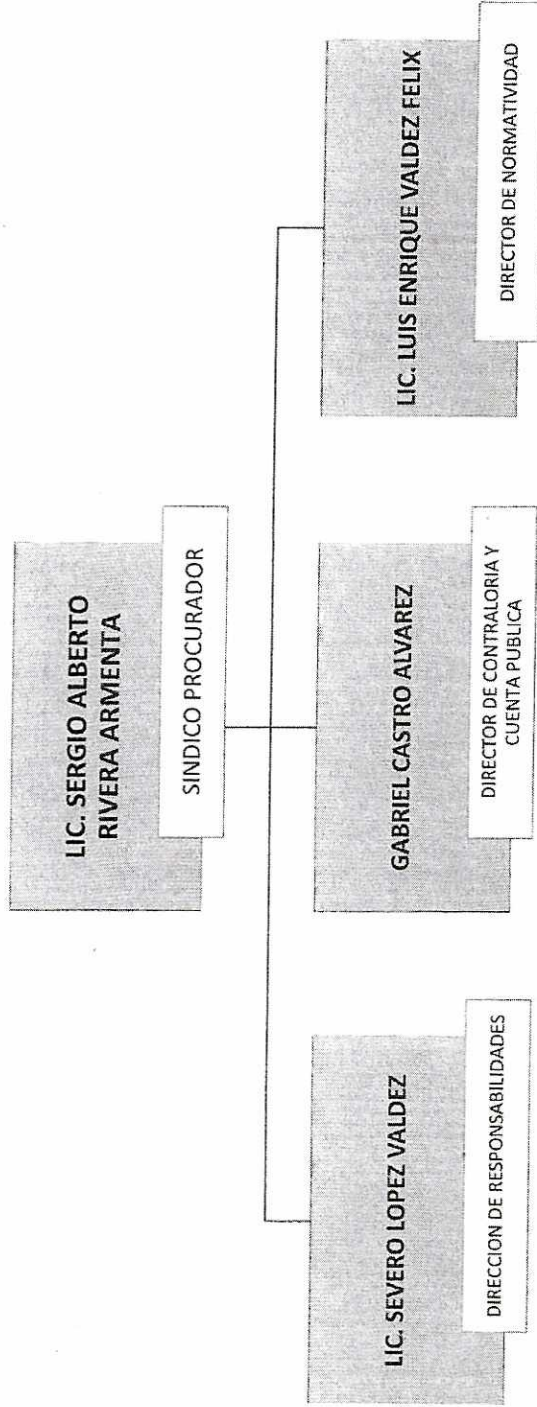 LIC. SERGIO ALBERTO
RIVERA ARMENTA
SINDICO PROCURADOR
LIC. SEVERO LOPEZ VALDEZ
DIRECCION DE RESPONSABILIDADES
GABRIEL CASTRO ALVAREZ
DIRECTOR DE CONTRALORIA Y
CUENTA PUBLICA
LIC. LUIS ENRIQUE VALDEZ FELIX
DIRECTOR DE NORMATIVIDAD